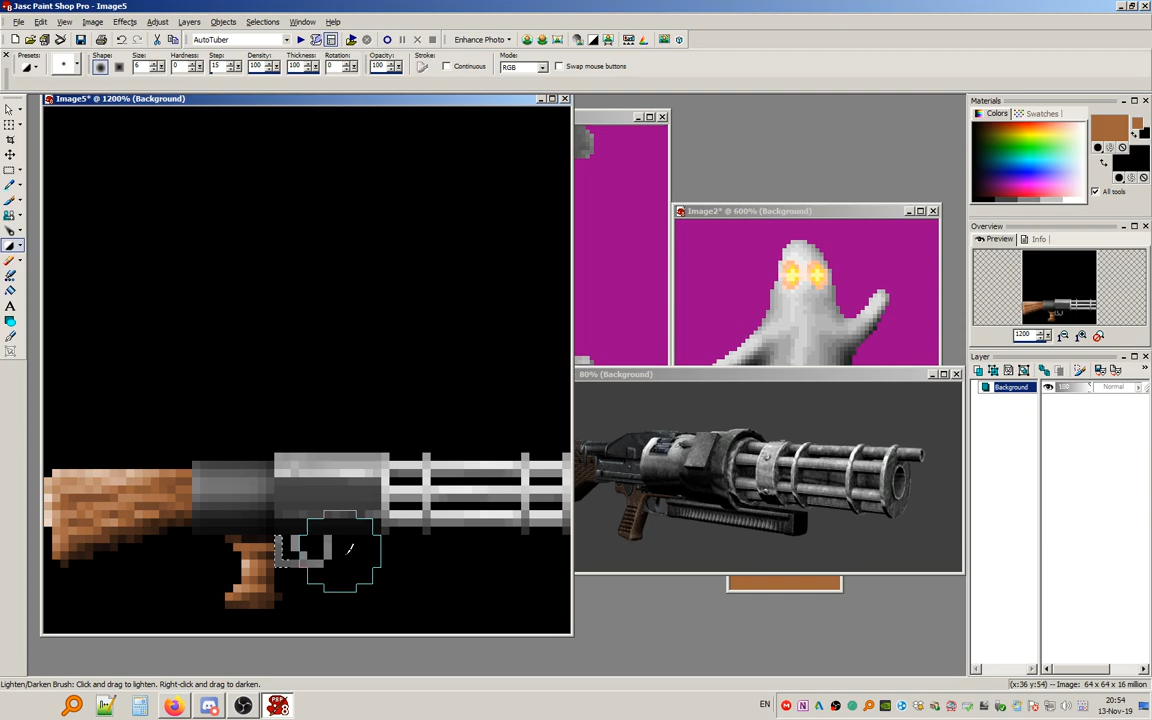 Jasc Paint Shop Pro - Image5
File Edit View Image Effects Adjust Layers Objects Selections Window Help
AutoTuber Enhance Photo
Presets: Shape: Size: Hardness: Step: Density: Thickness: Rotation: Opacity: Stroke: Mode:
6 0 15 100 100 0 100 Continuous RGB Swap mouse buttons
Image5* @ 1200% (Background)
Image2* @ 600% (Background)
80% (Background)
Materials
Colors Swatches
All tools
Overview
Preview Info
1200
Layer
Background 100 Normal
Lighten/Darken Brush: Click and drag to lighten. Right-click and drag to darken.
(x:36 y:54) -- Image: 64 x 64 x 16 million
EN
20:54
13-Nov-19